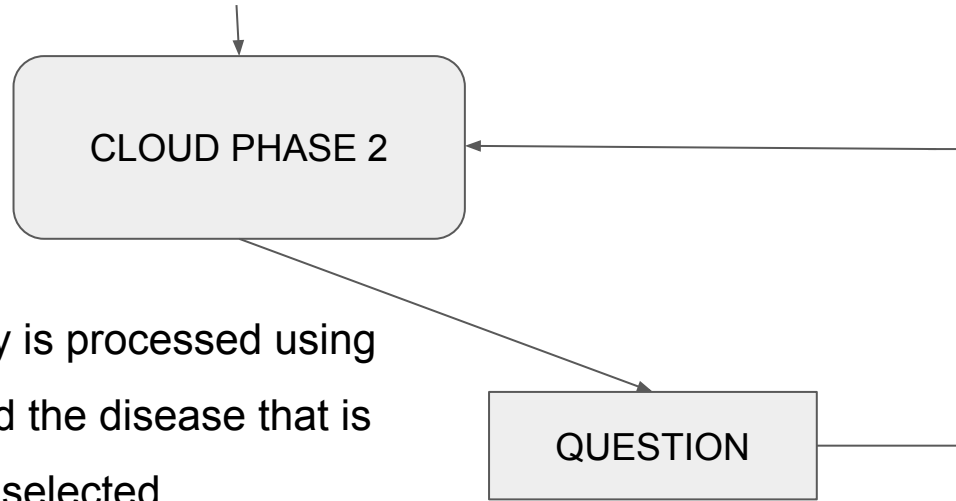 CLOUD PHASE 2
is processed using
the disease that is
selected
QUESTION